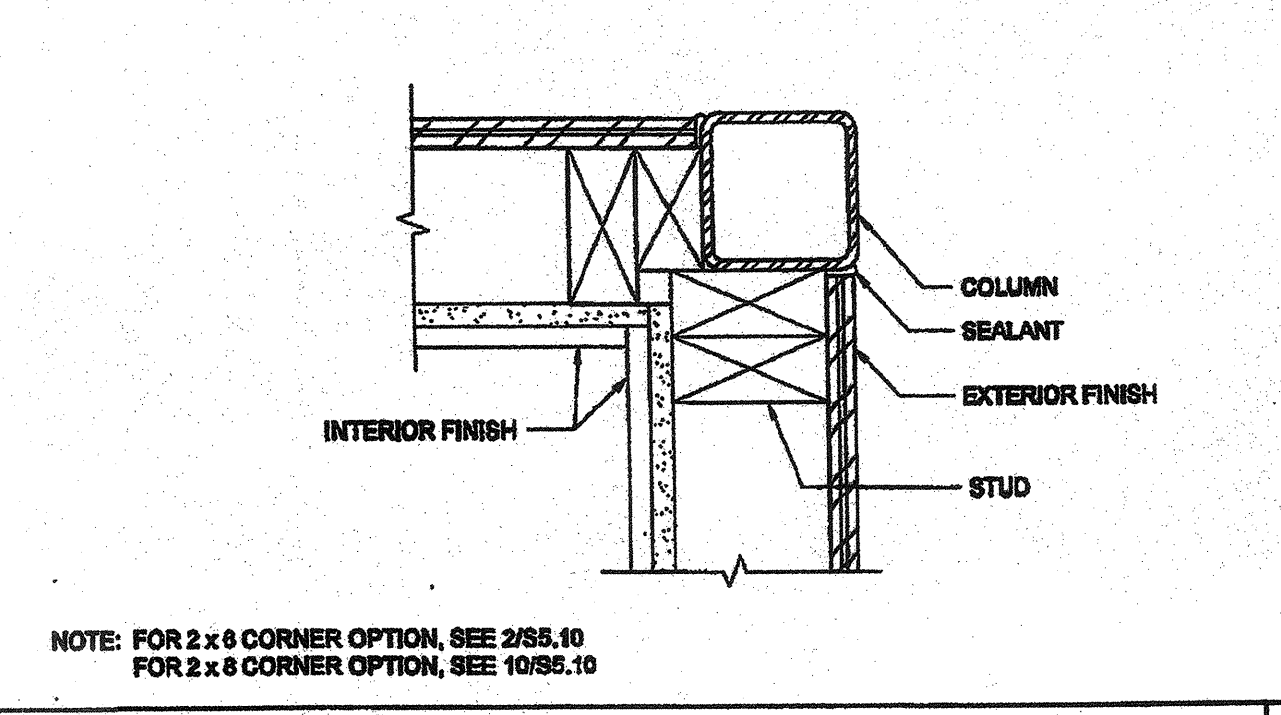 COLUMN
SEALANT
EXTERIOR FINISH
INTERIOR FINISH
STUD
NOTE: FOR 2 x 6 CORNER OPTION, SEE 2/S5.10
FOR 2 x 8 CORNER OPTION, SEE 10/S5.10